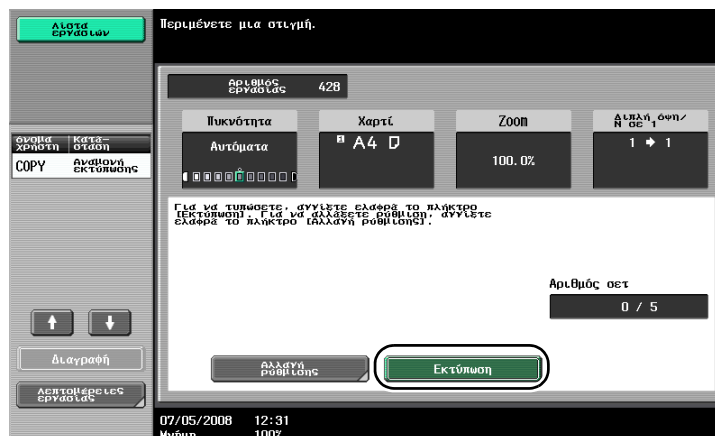 Λίστα
εργασιών
Περιμένετε μια στιγμή.
Αριθμός
εργασίας
428
Πυκνότητα
Χαρτί
Zoom
Διπλή όψη/
N σε 1
όνομα
χρήστη
Κατά-
σταση
Αυτόματα
A4
100.0%
1 → 1
COPY
Αναμονή
εκτύπωσης
Για να τυπώσετε, αγγίξτε ελαφρά το πλήκτρο
[Εκτύπωση]. Για να αλλάξετε ρύθμιση, αγγίξτε
ελαφρά το πλήκτρο [Αλλαγή ρύθμισης].
Αριθμός σετ
0 / 5
Διαγραφή
Αλλαγή
ρύθμισης
Εκτύπωση
Λεπτομέρειες
εργασίας
07/05/2008 12:31
Μνήμη 100%